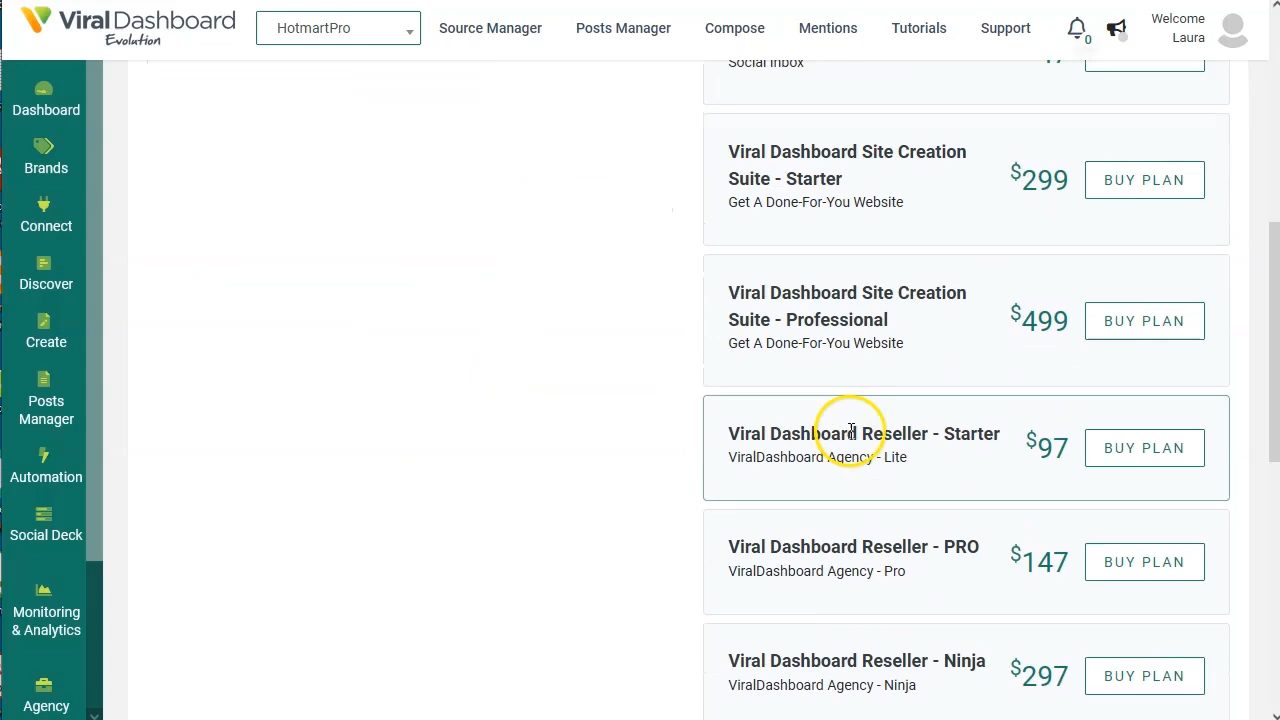 ViralDashboard
Evolution
HotmartPro
Source Manager
Posts Manager
Compose
Mentions
Tutorials
Support
0
Welcome
Laura
Dashboard
Brands
Connect
Discover
Create
Posts
Manager
Automation
Social Deck
Monitoring
& Analytics
Agency
Social Inbox
Viral Dashboard Site Creation
Suite - Starter
Get A Done-For-You Website
$299
BUY PLAN
Viral Dashboard Site Creation
Suite - Professional
Get A Done-For-You Website
$499
BUY PLAN
Viral Dashboard Reseller - Starter
ViralDashboard Agency - Lite
$97
BUY PLAN
Viral Dashboard Reseller - PRO
ViralDashboard Agency - Pro
$147
BUY PLAN
Viral Dashboard Reseller - Ninja
ViralDashboard Agency - Ninja
$297
BUY PLAN